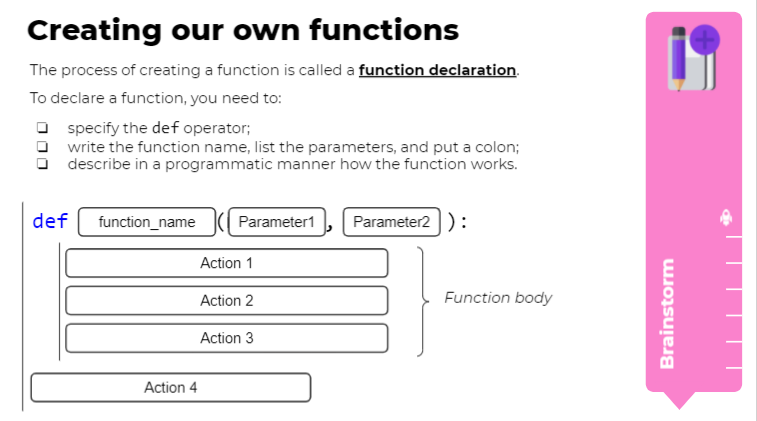 Creating our own functions
The process of creating a function is called a function declaration.
To declare a function, you need to:
❏ specify the def operator;
❏ write the function name, list the parameters, and put a colon;
❏ describe in a programmatic manner how the function works.
def function_name ( Parameter1 , Parameter2 ) :
Action 1
Action 2
Action 3
Function body
Action 4
Brainstorm